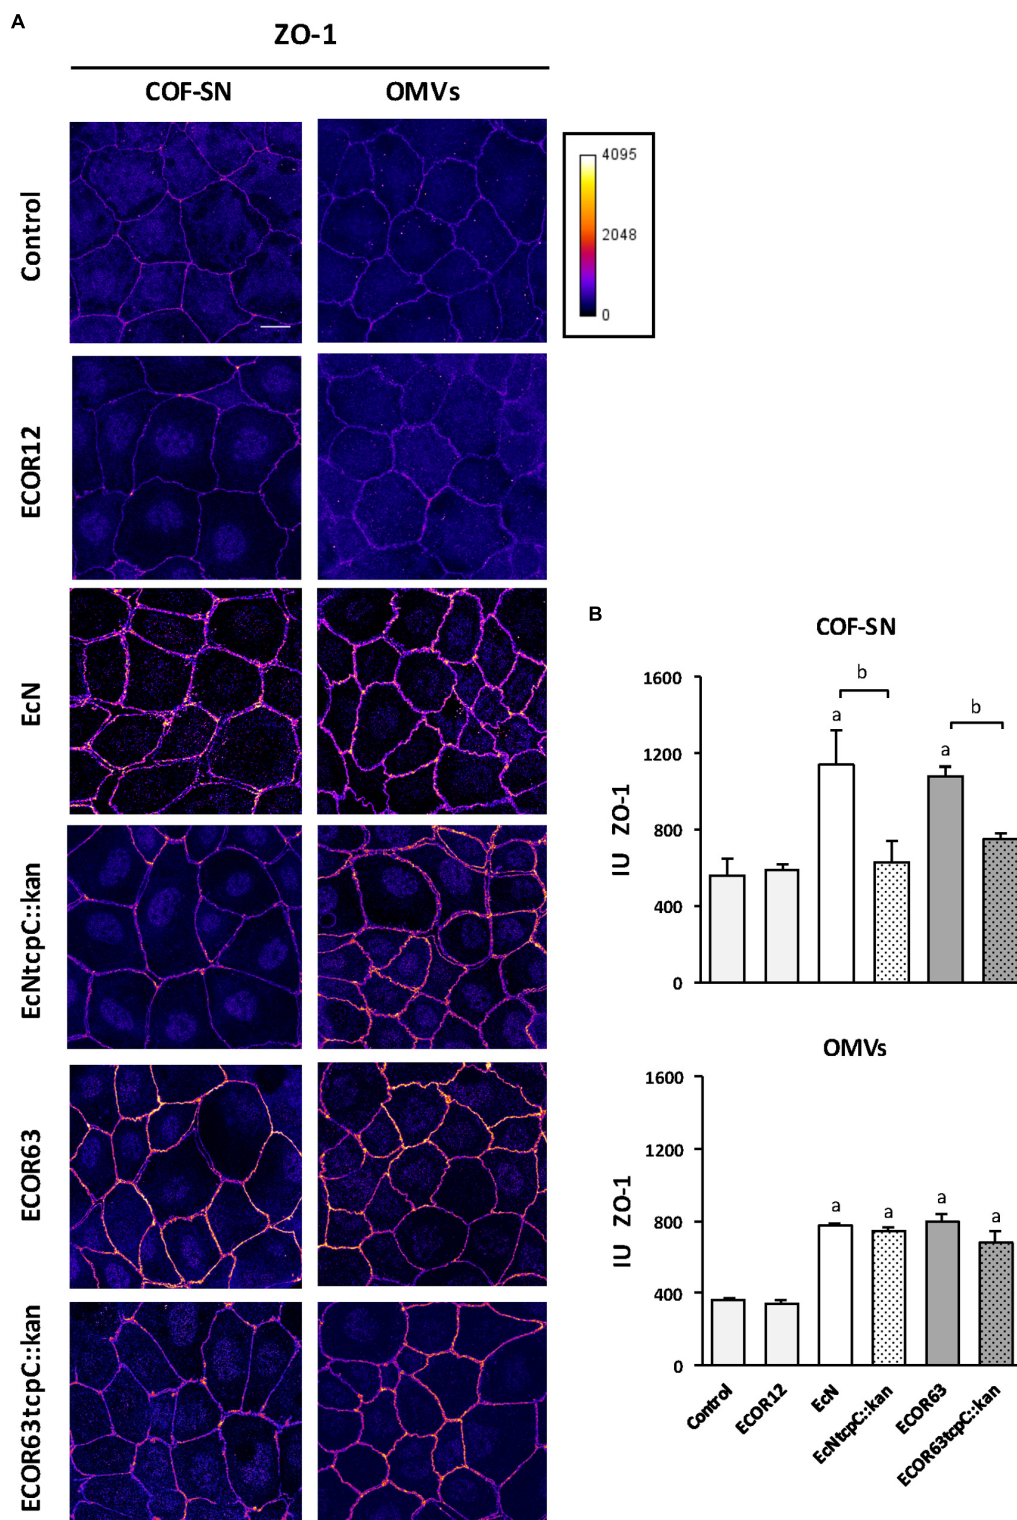 A
ZO-1
COF-SN OMVs
Control
4095
2048
0
ECOR12
EcN
EcNtcpC::kan
ECOR63
ECOR63tcpC::kan
B
COF-SN
IU ZO-1
1600
1200
800
400
0
a
b
a
b
OMVs
IU ZO-1
1600
1200
800
400
0
a
a
a
a
Control
ECOR12
EcN
EcNtcpC::kan
ECOR63
ECOR63tcpC::kan